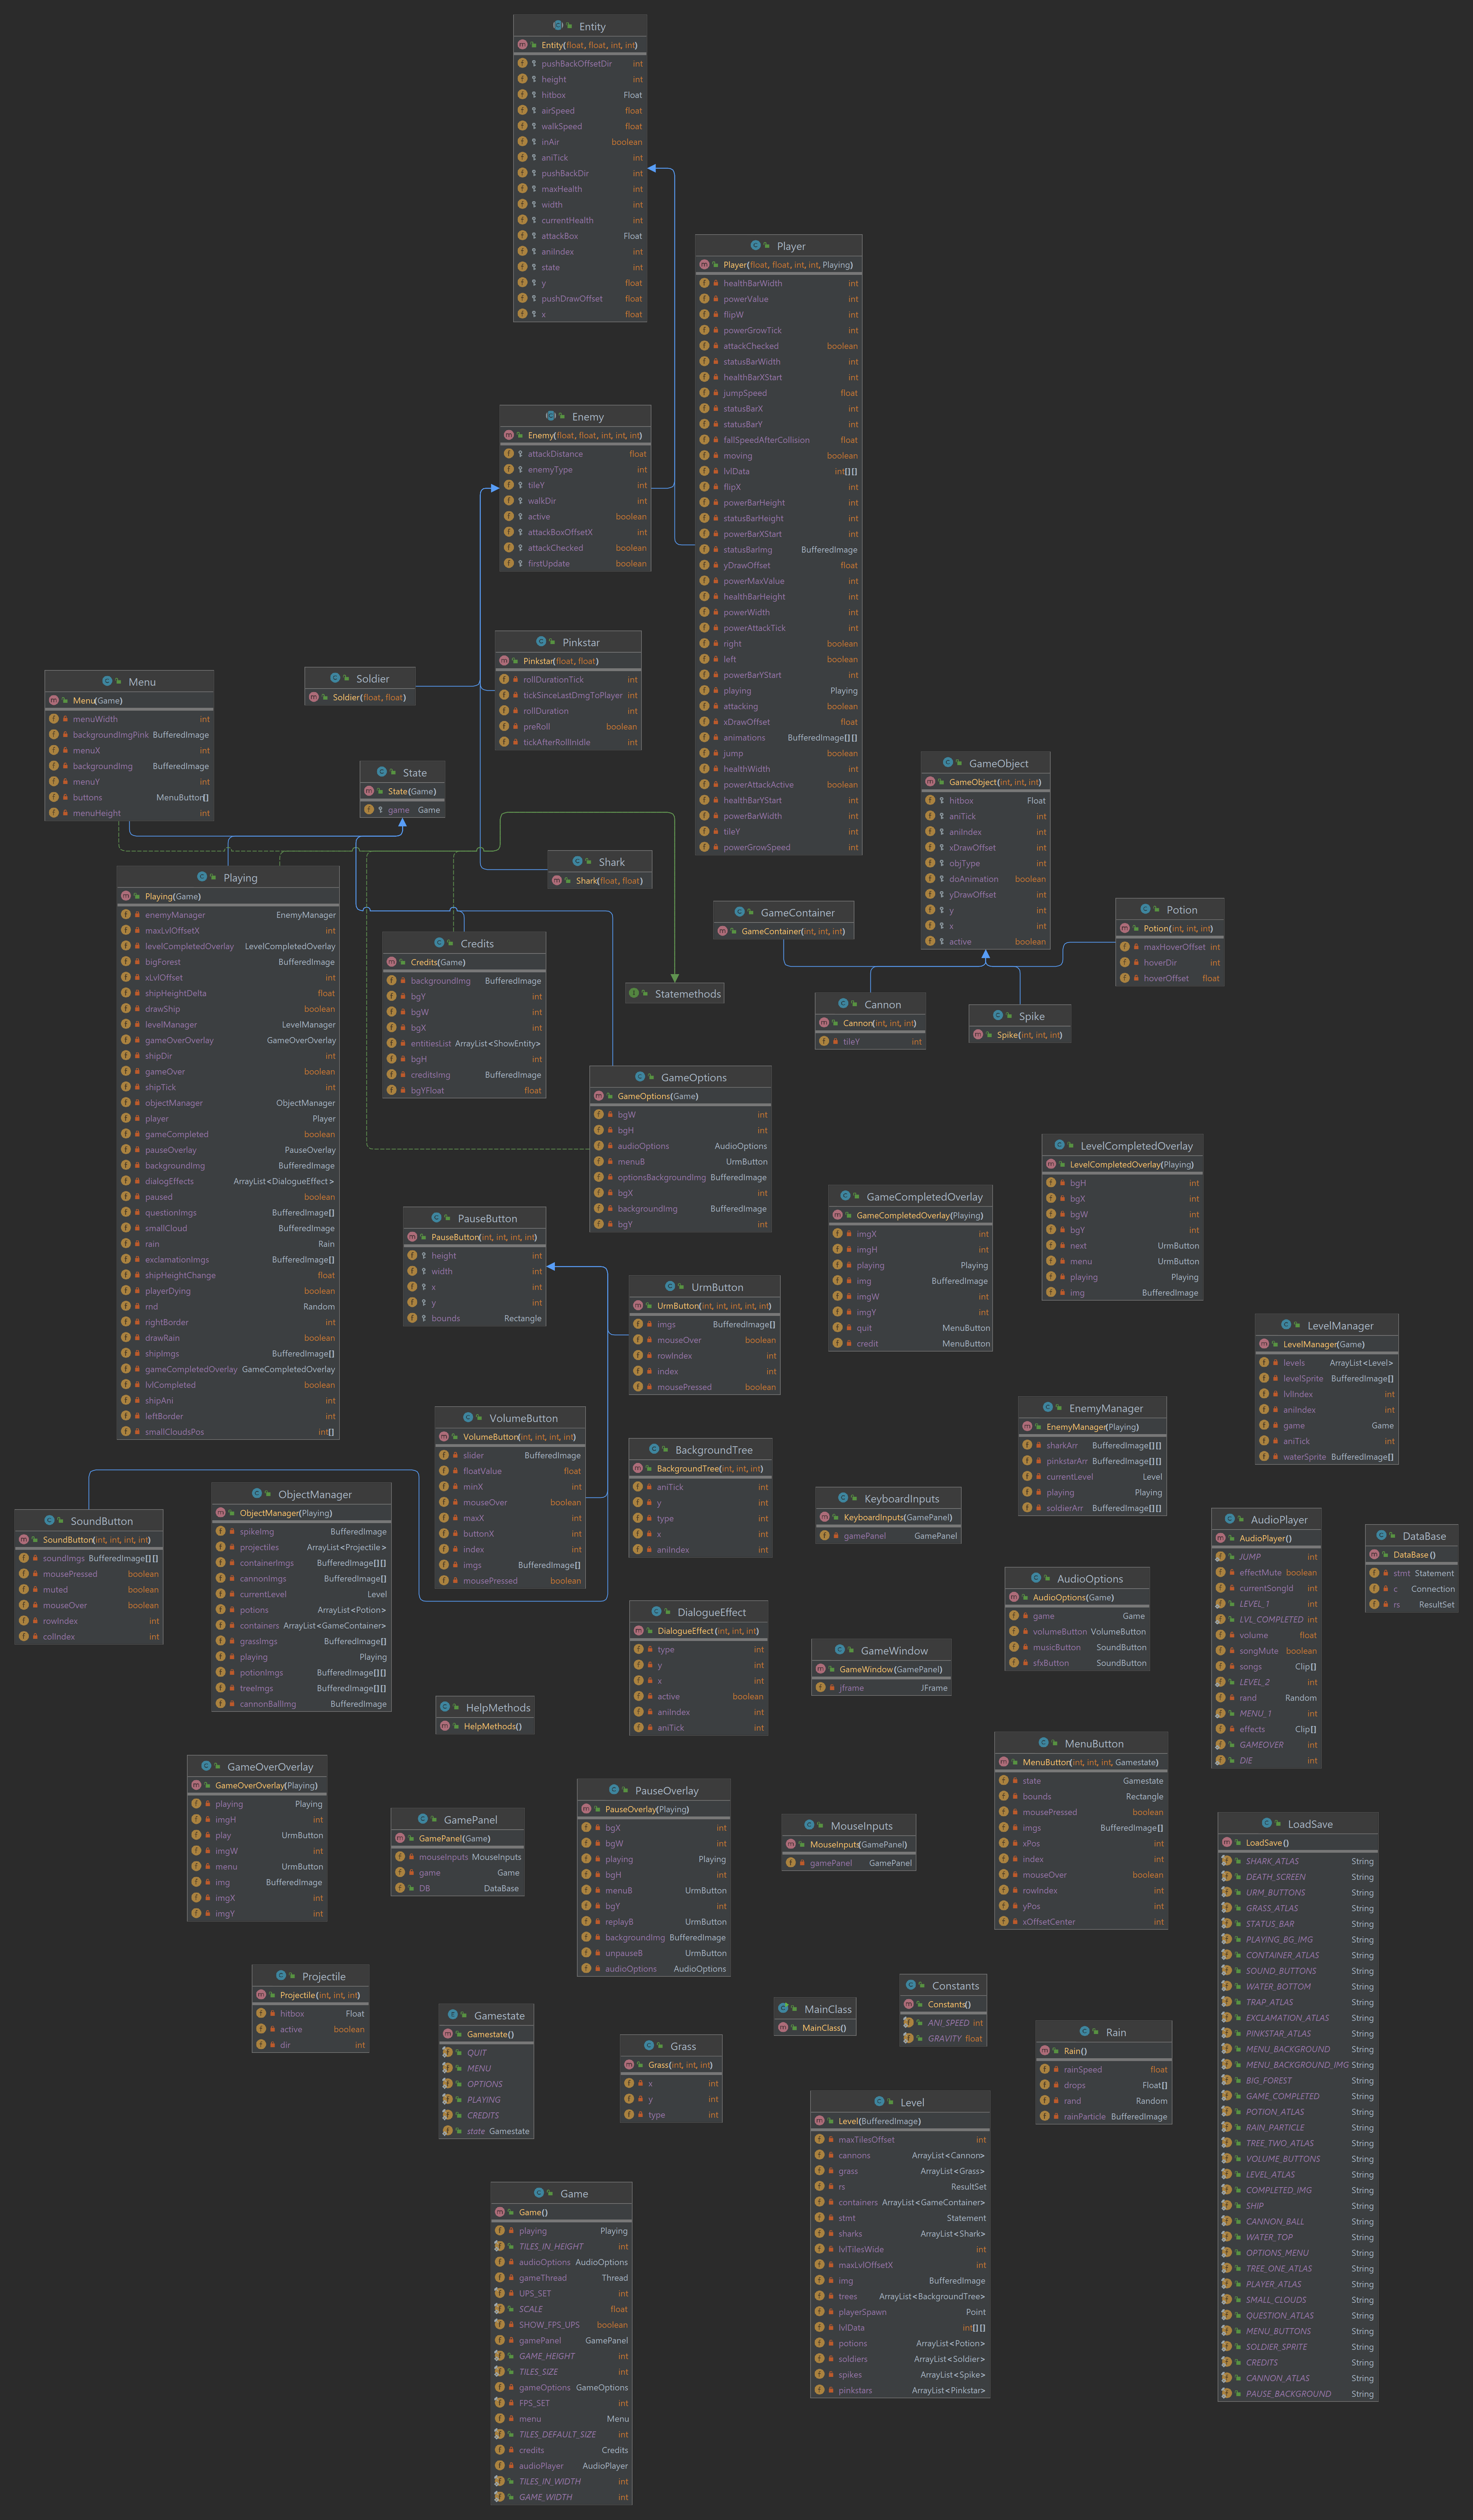 Entity
Entity(float, float, int, int)
pushBackOffsetDir int
height int
hitbox Float
airSpeed float
walkSpeed float
inAir boolean
aniTick int
pushBackDir int
maxHealth int
width int
currentHealth int
attackBox Float
aniIndex int
state int
y float
pushDrawOffset float
x float
Player
Player(float, float, int, int, Playing)
healthBarWidth int
powerValue int
flipW int
powerGrowTick int
attackChecked boolean
statusBarWidth int
healthBarXStart int
jumpSpeed float
statusBarX int
statusBarY int
fallSpeedAfterCollision float
moving boolean
lvlData int[][]
flipX int
powerBarHeight int
statusBarHeight int
powerBarXStart int
statusBarImg BufferedImage
yDrawOffset float
powerMaxValue int
healthBarHeight int
powerWidth int
powerAttackTick int
right boolean
left boolean
powerBarYStart int
playing Playing
attacking boolean
xDrawOffset float
animations BufferedImage[][]
jump boolean
healthWidth int
powerAttackActive boolean
healthBarYStart int
powerBarWidth int
tileY int
powerGrowSpeed int
Enemy
Enemy(float, float, int, int, int)
attackDistance float
enemyType int
tileY int
walkDir int
active boolean
attackBoxOffsetX int
attackChecked boolean
firstUpdate boolean
Pinkstar
Pinkstar(float, float)
rollDurationTick int
tickSinceLastDmgToPlayer int
rollDuration int
preRoll boolean
tickAfterRollInIdle int
Soldier
Soldier(float, float)
Menu
Menu(Game)
menuWidth int
backgroundImgPink BufferedImage
menuX int
backgroundImg BufferedImage
menuY int
buttons MenuButton[]
menuHeight int
State
State(Game)
game Game
Shark
Shark(float, float)
GameObject
GameObject(int, int, int)
hitbox Float
aniTick int
aniIndex int
xDrawOffset int
objType int
doAnimation boolean
yDrawOffset int
y int
x int
active boolean
Playing
Playing(Game)
enemyManager EnemyManager
maxLvlOffsetX int
levelCompletedOverlay LevelCompletedOverlay
bigForest BufferedImage
xLvlOffset int
shipHeightDelta float
drawShip boolean
levelManager LevelManager
gameOverOverlay GameOverOverlay
shipDir int
gameOver boolean
shipTick int
objectManager ObjectManager
player Player
gameCompleted boolean
pauseOverlay PauseOverlay
backgroundImg BufferedImage
dialogEffects ArrayList<DialogueEffect>
paused boolean
questionImgs BufferedImage[]
smallCloud BufferedImage
rain Rain
exclamationImgs BufferedImage[]
shipHeightChange float
playerDying boolean
rnd Random
rightBorder int
drawRain boolean
shipImgs BufferedImage[]
gameCompletedOverlay GameCompletedOverlay
lvlCompleted boolean
shipAni int
leftBorder int
smallCloudsPos int[]
Credits
Credits(Game)
backgroundImg BufferedImage
bgY int
bgW int
bgX int
entitiesList ArrayList<ShowEntity>
bgH int
creditsImg BufferedImage
bgYFloat float
GameContainer
GameContainer(int, int, int)
Potion
Potion(int, int, int)
maxHoverOffset int
hoverDir int
hoverOffset float
Statemethods
Cannon
Cannon(int, int, int)
tileY int
Spike
Spike(int, int, int)
GameOptions
GameOptions(Game)
bgW int
bgH int
audioOptions AudioOptions
menuB UrmButton
optionsBackgroundImg BufferedImage
bgX int
backgroundImg BufferedImage
bgY int
LevelCompletedOverlay
LevelCompletedOverlay(Playing)
bgH int
bgX int
bgW int
bgY int
next UrmButton
menu UrmButton
playing Playing
img BufferedImage
GameCompletedOverlay
GameCompletedOverlay(Playing)
imgX int
imgH int
playing Playing
img BufferedImage
imgW int
imgY int
quit MenuButton
credit MenuButton
PauseButton
PauseButton(int, int, int, int)
height int
width int
x int
y int
bounds Rectangle
UrmButton
UrmButton(int, int, int, int, int)
imgs BufferedImage[]
mouseOver boolean
rowIndex int
index int
mousePressed boolean
LevelManager
LevelManager(Game)
levels ArrayList<Level>
levelSprite BufferedImage[]
lvlIndex int
aniIndex int
game Game
aniTick int
waterSprite BufferedImage[]
VolumeButton
VolumeButton(int, int, int, int)
slider BufferedImage
floatValue float
minX int
mouseOver boolean
maxX int
buttonX int
index int
imgs BufferedImage[]
mousePressed boolean
BackgroundTree
BackgroundTree(int, int, int)
aniTick int
y int
type int
x int
aniIndex int
EnemyManager
EnemyManager(Playing)
sharkArr BufferedImage[][]
pinkstarArr BufferedImage[][]
currentLevel Level
playing Playing
soldierArr BufferedImage[][]
SoundButton
SoundButton(int, int, int, int)
soundImgs BufferedImage[][]
mousePressed boolean
muted boolean
mouseOver boolean
rowIndex int
colIndex int
ObjectManager
ObjectManager(Playing)
spikeImg BufferedImage
projectiles ArrayList<Projectile>
containerImgs BufferedImage[][]
cannonImgs BufferedImage[]
currentLevel Level
potions ArrayList<Potion>
containers ArrayList<GameContainer>
grassImgs BufferedImage[]
playing Playing
potionImgs BufferedImage[][]
treeImgs BufferedImage[][]
cannonBallImg BufferedImage
KeyboardInputs
KeyboardInputs(GamePanel)
gamePanel GamePanel
AudioPlayer
AudioPlayer()
JUMP int
effectMute boolean
currentSongId int
LEVEL_1 int
LVL_COMPLETED int
volume float
songMute boolean
songs Clip[]
LEVEL_2 int
rand Random
MENU_1 int
effects Clip[]
GAMEOVER int
DIE int
DataBase
DataBase()
stmt Statement
c Connection
rs ResultSet
AudioOptions
AudioOptions(Game)
game Game
volumeButton VolumeButton
musicButton SoundButton
sfxButton SoundButton
DialogueEffect
DialogueEffect(int, int, int)
type int
y int
x int
active boolean
aniIndex int
aniTick int
GameWindow
GameWindow(GamePanel)
jframe JFrame
HelpMethods
HelpMethods()
MenuButton
MenuButton(int, int, int, Gamestate)
state Gamestate
bounds Rectangle
mousePressed boolean
imgs BufferedImage[]
xPos int
index int
mouseOver boolean
rowIndex int
yPos int
xOffsetCenter int
GameOverOverlay
GameOverOverlay(Playing)
playing Playing
imgH int
play UrmButton
imgW int
menu UrmButton
img BufferedImage
imgX int
imgY int
GamePanel
GamePanel(Game)
mouseInputs MouseInputs
game Game
DB DataBase
PauseOverlay
PauseOverlay(Playing)
bgX int
bgW int
playing Playing
bgH int
menuB UrmButton
bgY int
replayB UrmButton
backgroundImg BufferedImage
unpauseB UrmButton
audioOptions AudioOptions
MouseInputs
MouseInputs(GamePanel)
gamePanel GamePanel
LoadSave
LoadSave()
SHARK_ATLAS String
DEATH_SCREEN String
URM_BUTTONS String
GRASS_ATLAS String
STATUS_BAR String
PLAYING_BG_IMG String
CONTAINER_ATLAS String
SOUND_BUTTONS String
WATER_BOTTOM String
TRAP_ATLAS String
EXCLAMATION_ATLAS String
PINKSTAR_ATLAS String
MENU_BACKGROUND String
MENU_BACKGROUND_IMG String
BIG_FOREST String
GAME_COMPLETED String
POTION_ATLAS String
RAIN_PARTICLE String
TREE_TWO_ATLAS String
VOLUME_BUTTONS String
LEVEL_ATLAS String
COMPLETED_IMG String
SHIP String
CANNON_BALL String
WATER_TOP String
OPTIONS_MENU String
TREE_ONE_ATLAS String
PLAYER_ATLAS String
SMALL_CLOUDS String
QUESTION_ATLAS String
MENU_BUTTONS String
SOLDIER_SPRITE String
CREDITS String
CANNON_ATLAS String
PAUSE_BACKGROUND String
Projectile
Projectile(int, int, int)
hitbox Float
active boolean
dir int
Gamestate
Gamestate()
QUIT
MENU
OPTIONS
PLAYING
CREDITS
state Gamestate
Grass
Grass(int, int, int)
x int
y int
type int
MainClass
MainClass()
Constants
Constants()
ANI_SPEED int
GRAVITY float
Rain
Rain()
rainSpeed float
drops Float[]
rand Random
rainParticle BufferedImage
Level
Level(BufferedImage)
maxTilesOffset int
cannons ArrayList<Cannon>
grass ArrayList<Grass>
rs ResultSet
containers ArrayList<GameContainer>
stmt Statement
sharks ArrayList<Shark>
lvlTilesWide int
maxLvlOffsetX int
img BufferedImage
trees ArrayList<BackgroundTree>
playerSpawn Point
lvlData int[][]
potions ArrayList<Potion>
soldiers ArrayList<Soldier>
spikes ArrayList<Spike>
pinkstars ArrayList<Pinkstar>
Game
Game()
playing Playing
TILES_IN_HEIGHT int
audioOptions AudioOptions
gameThread Thread
UPS_SET int
SCALE float
SHOW_FPS_UPS boolean
gamePanel GamePanel
GAME_HEIGHT int
TILES_SIZE int
gameOptions GameOptions
FPS_SET int
menu Menu
TILES_DEFAULT_SIZE int
credits Credits
audioPlayer AudioPlayer
TILES_IN_WIDTH int
GAME_WIDTH int